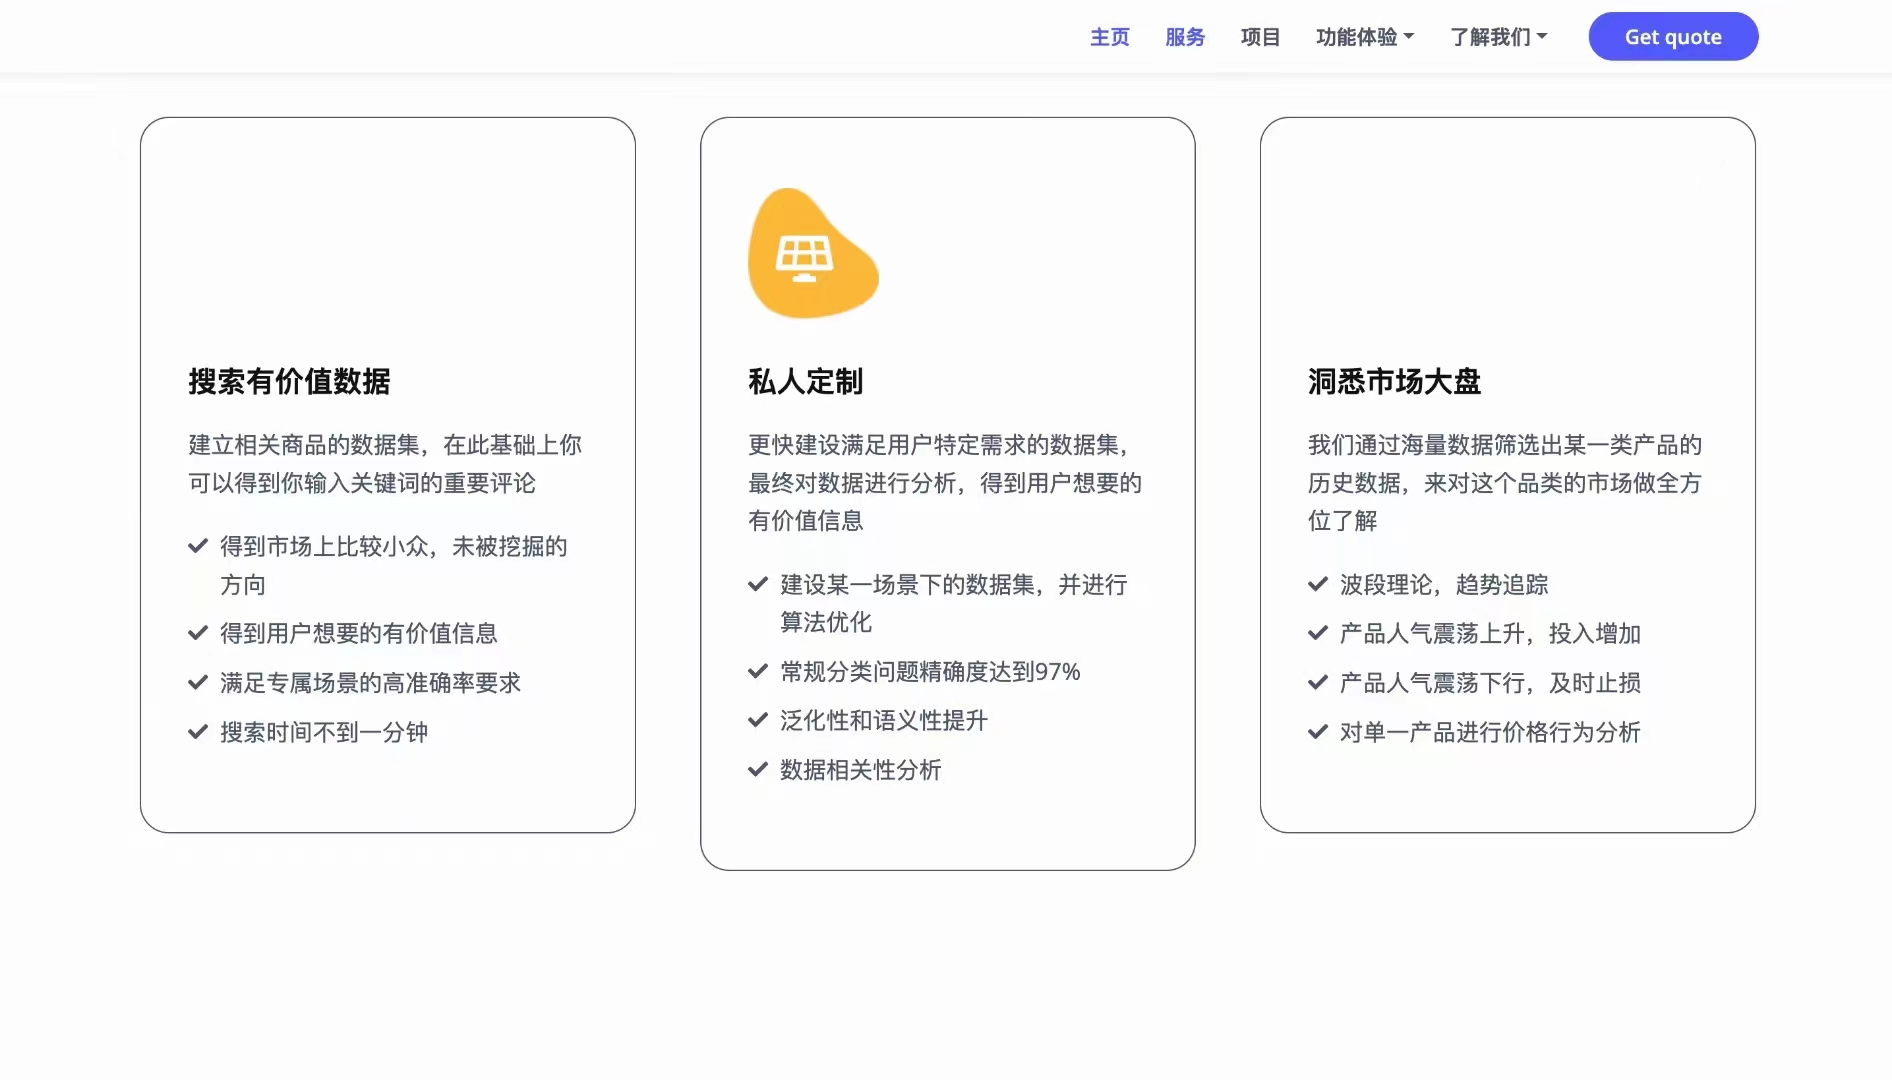 主页 服务 项目 功能体验 了解我们 Get quote
搜索有价值数据
建立相关商品的数据集，在此基础上你
可以得到你输入关键词的重要评论
得到市场上比较小众，未被挖掘的
方向
得到用户想要的有价值信息
满足专属场景的高准确率要求
搜索时间不到一分钟
私人定制
更快建设满足用户特定需求的数据集，
最终对数据进行分析，得到用户想要的
有价值信息
建设某一场景下的数据集，并进行
算法优化
常规分类问题精确度达到97%
泛化性和语义性提升
数据相关性分析
洞悉市场大盘
我们通过海量数据筛选出某一类产品的
历史数据，来对这个品类的市场做全方
位了解
波段理论，趋势追踪
产品人气震荡上升，投入增加
产品人气震荡下行，及时止损
对单一产品进行价格行为分析